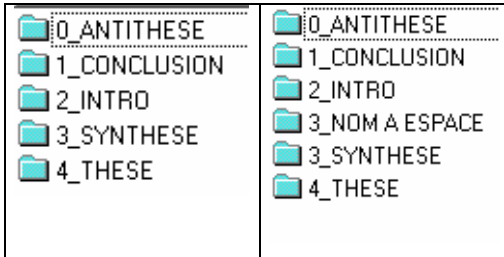 0_ANTITHESE
1_CONCLUSION
2_INTRO
3_SYNTHESE
4_THESE
0_ANTITHESE
1_CONCLUSION
2_INTRO
3_NOM A ESPACE
3_SYNTHESE
4_THESE